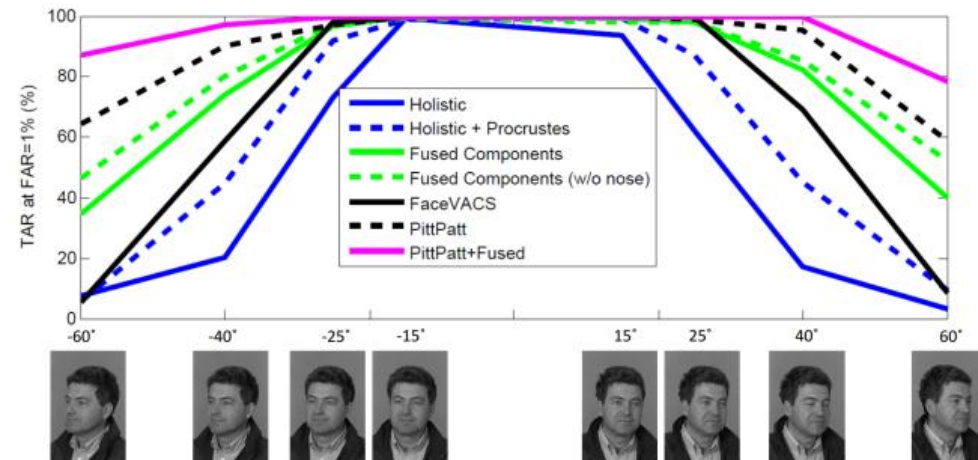 100
80
60
40
20
0
TAR at FAR=1% (%)
Holistic
Holistic + Procrustes
Fused Components
Fused Components (w/o nose)
FaceVACS
PittPatt
PittPatt+Fused
-60° -40° -25° -15° 15° 25° 40° 60°